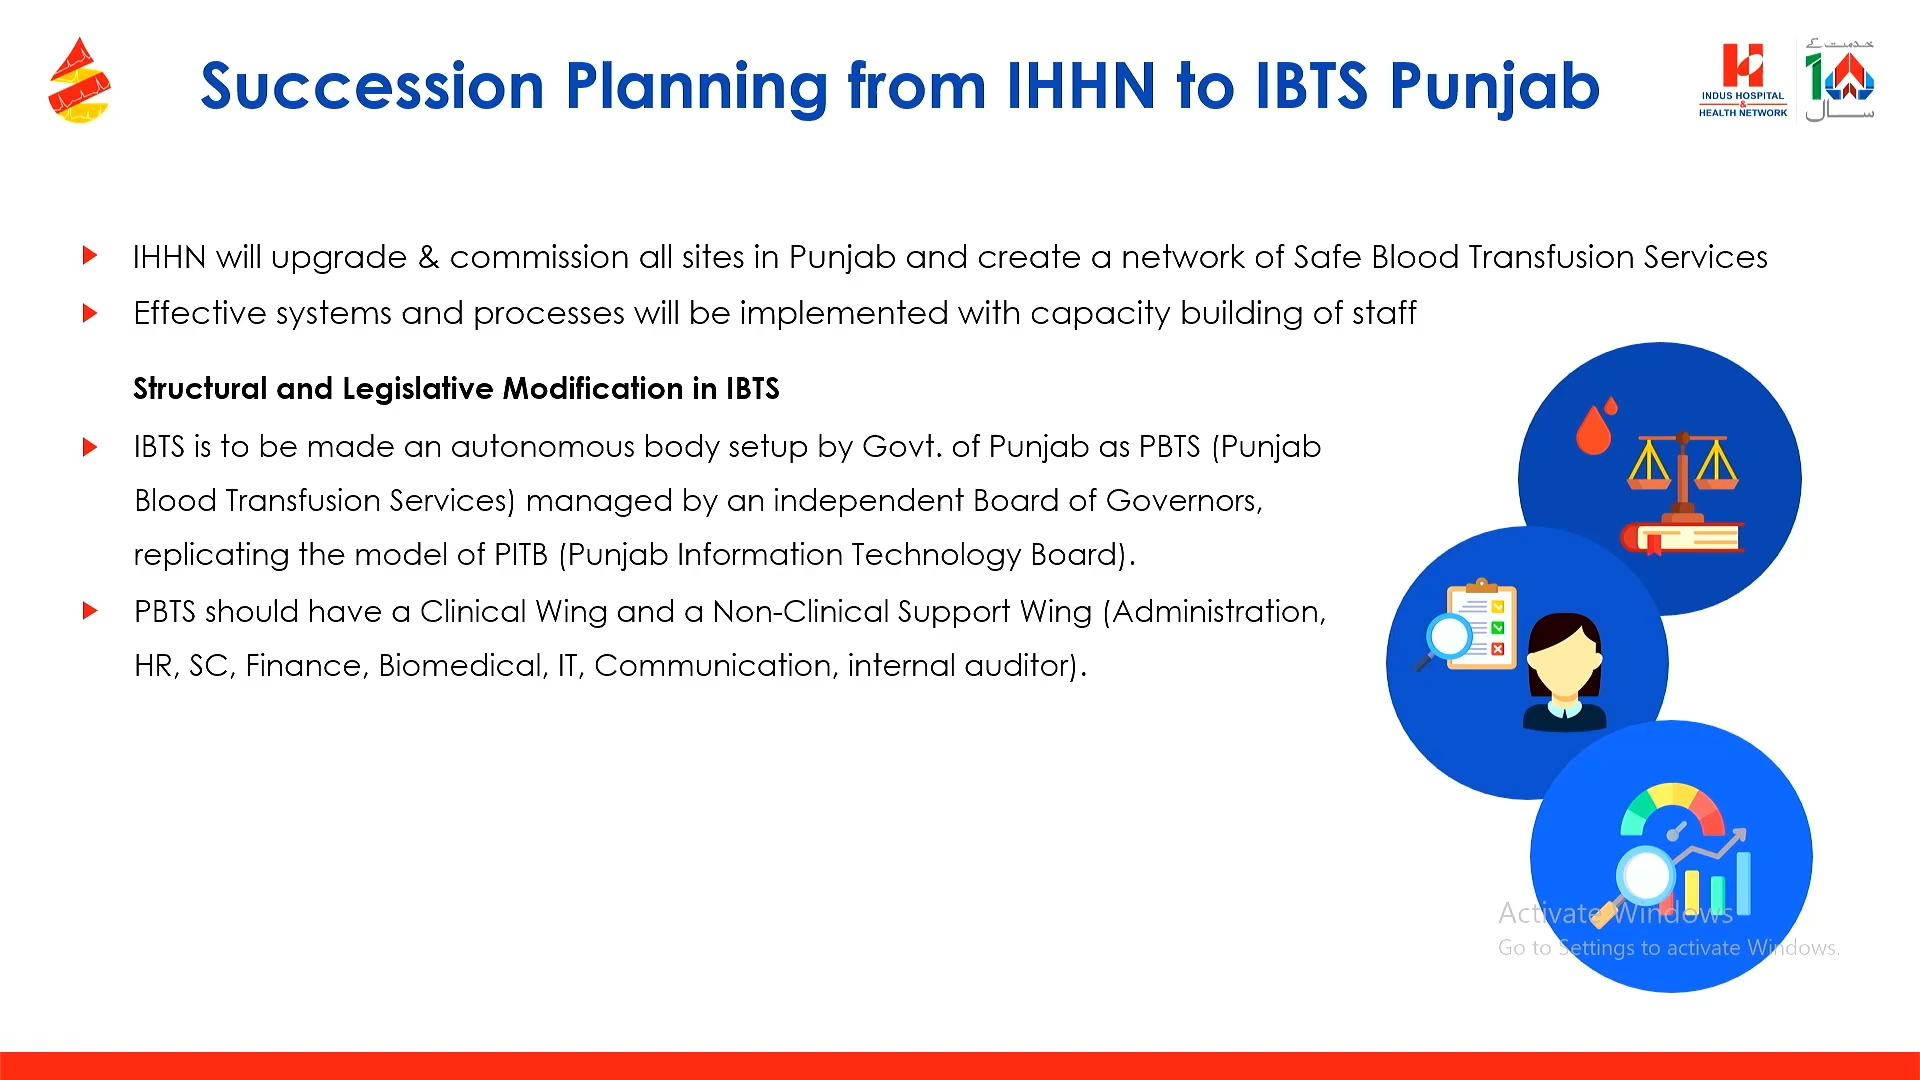 Succession Planning from IHHN to IBTS Punjab
INDUS HOSPITAL
&
HEALTH NETWORK
خدمت کے
10
سال
IHHN will upgrade & commission all sites in Punjab and create a network of Safe Blood Transfusion Services
Effective systems and processes will be implemented with capacity building of staff
Structural and Legislative Modification in IBTS
IBTS is to be made an autonomous body setup by Govt. of Punjab as PBTS (Punjab
Blood Transfusion Services) managed by an independent Board of Governors,
replicating the model of PITB (Punjab Information Technology Board).
PBTS should have a Clinical Wing and a Non-Clinical Support Wing (Administration,
HR, SC, Finance, Biomedical, IT, Communication, internal auditor).
Activate Windows
Go to Settings to activate Windows.